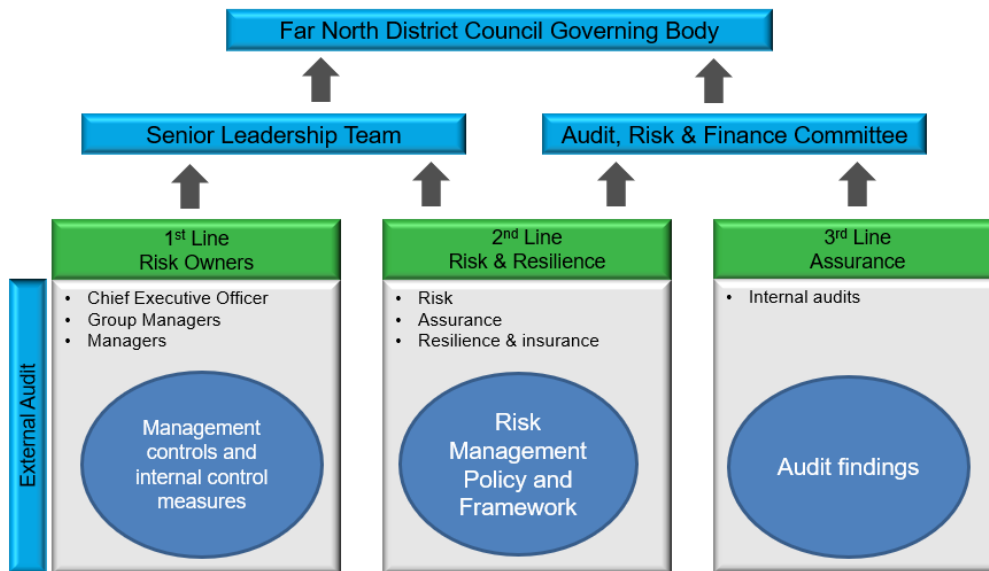 Far North District Council Governing Body
Senior Leadership Team
Audit, Risk & Finance Committee
1st Line
Risk Owners
2nd Line
Risk & Resilience
3rd Line
Assurance
External Audit
• Chief Executive Officer
• Group Managers
• Managers
Management
controls and
internal control
measures
• Risk
• Assurance
• Resilience & insurance
Risk
Management
Policy and
Framework
• Internal audits
Audit findings